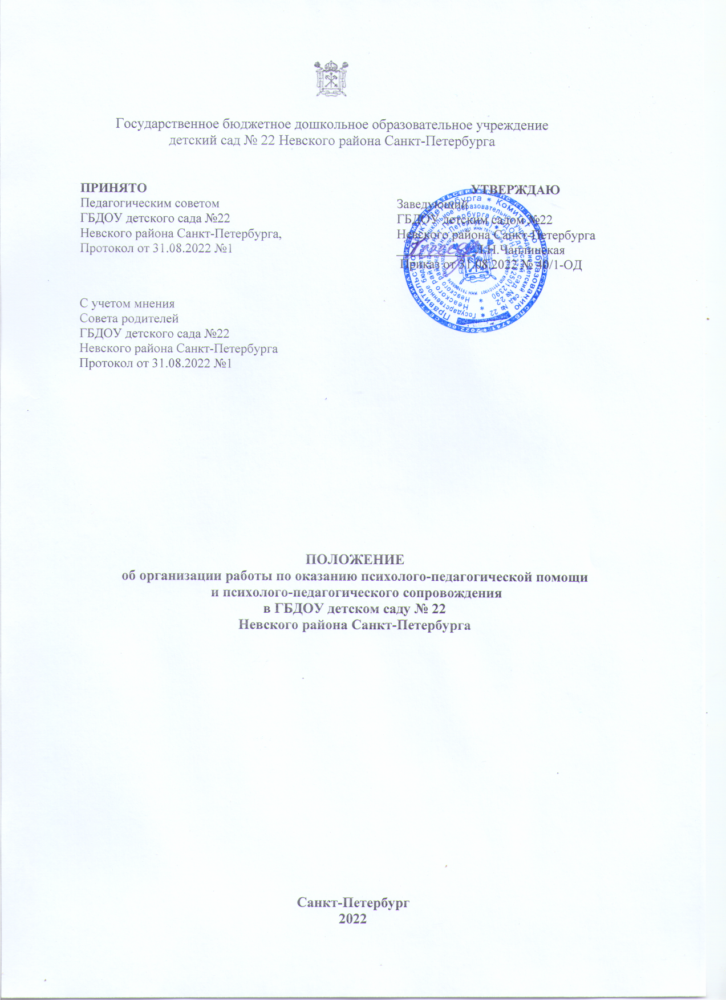 Государственное бюджетное дошкольное образовательное учреждение
детский сад № 22 Невского района Санкт-Петербурга
ПРИНЯТО
Педагогическим советом
ГБДОУ детского сада №22
Невского района Санкт-Петербурга,
Протокол от 31.08.2022 №1
С учетом мнения
Совета родителей
ГБДОУ детского сада №22
Невского района Санкт-Петербурга
Протокол от 31.08.2022 №1
УТВЕРЖДАЮ
Заведующий
ГБДОУ детским садом №22
Невского района Санкт-Петербурга
Л.Н.Чаплинская
Приказ от 31.08.2022 № 40/1-ОД
ПОЛОЖЕНИЕ
об организации работы по оказанию психолого-педагогической помощи
и психолого-педагогического сопровождения
в ГБДОУ детском саду № 22
Невского района Санкт-Петербурга
Санкт-Петербург
2022